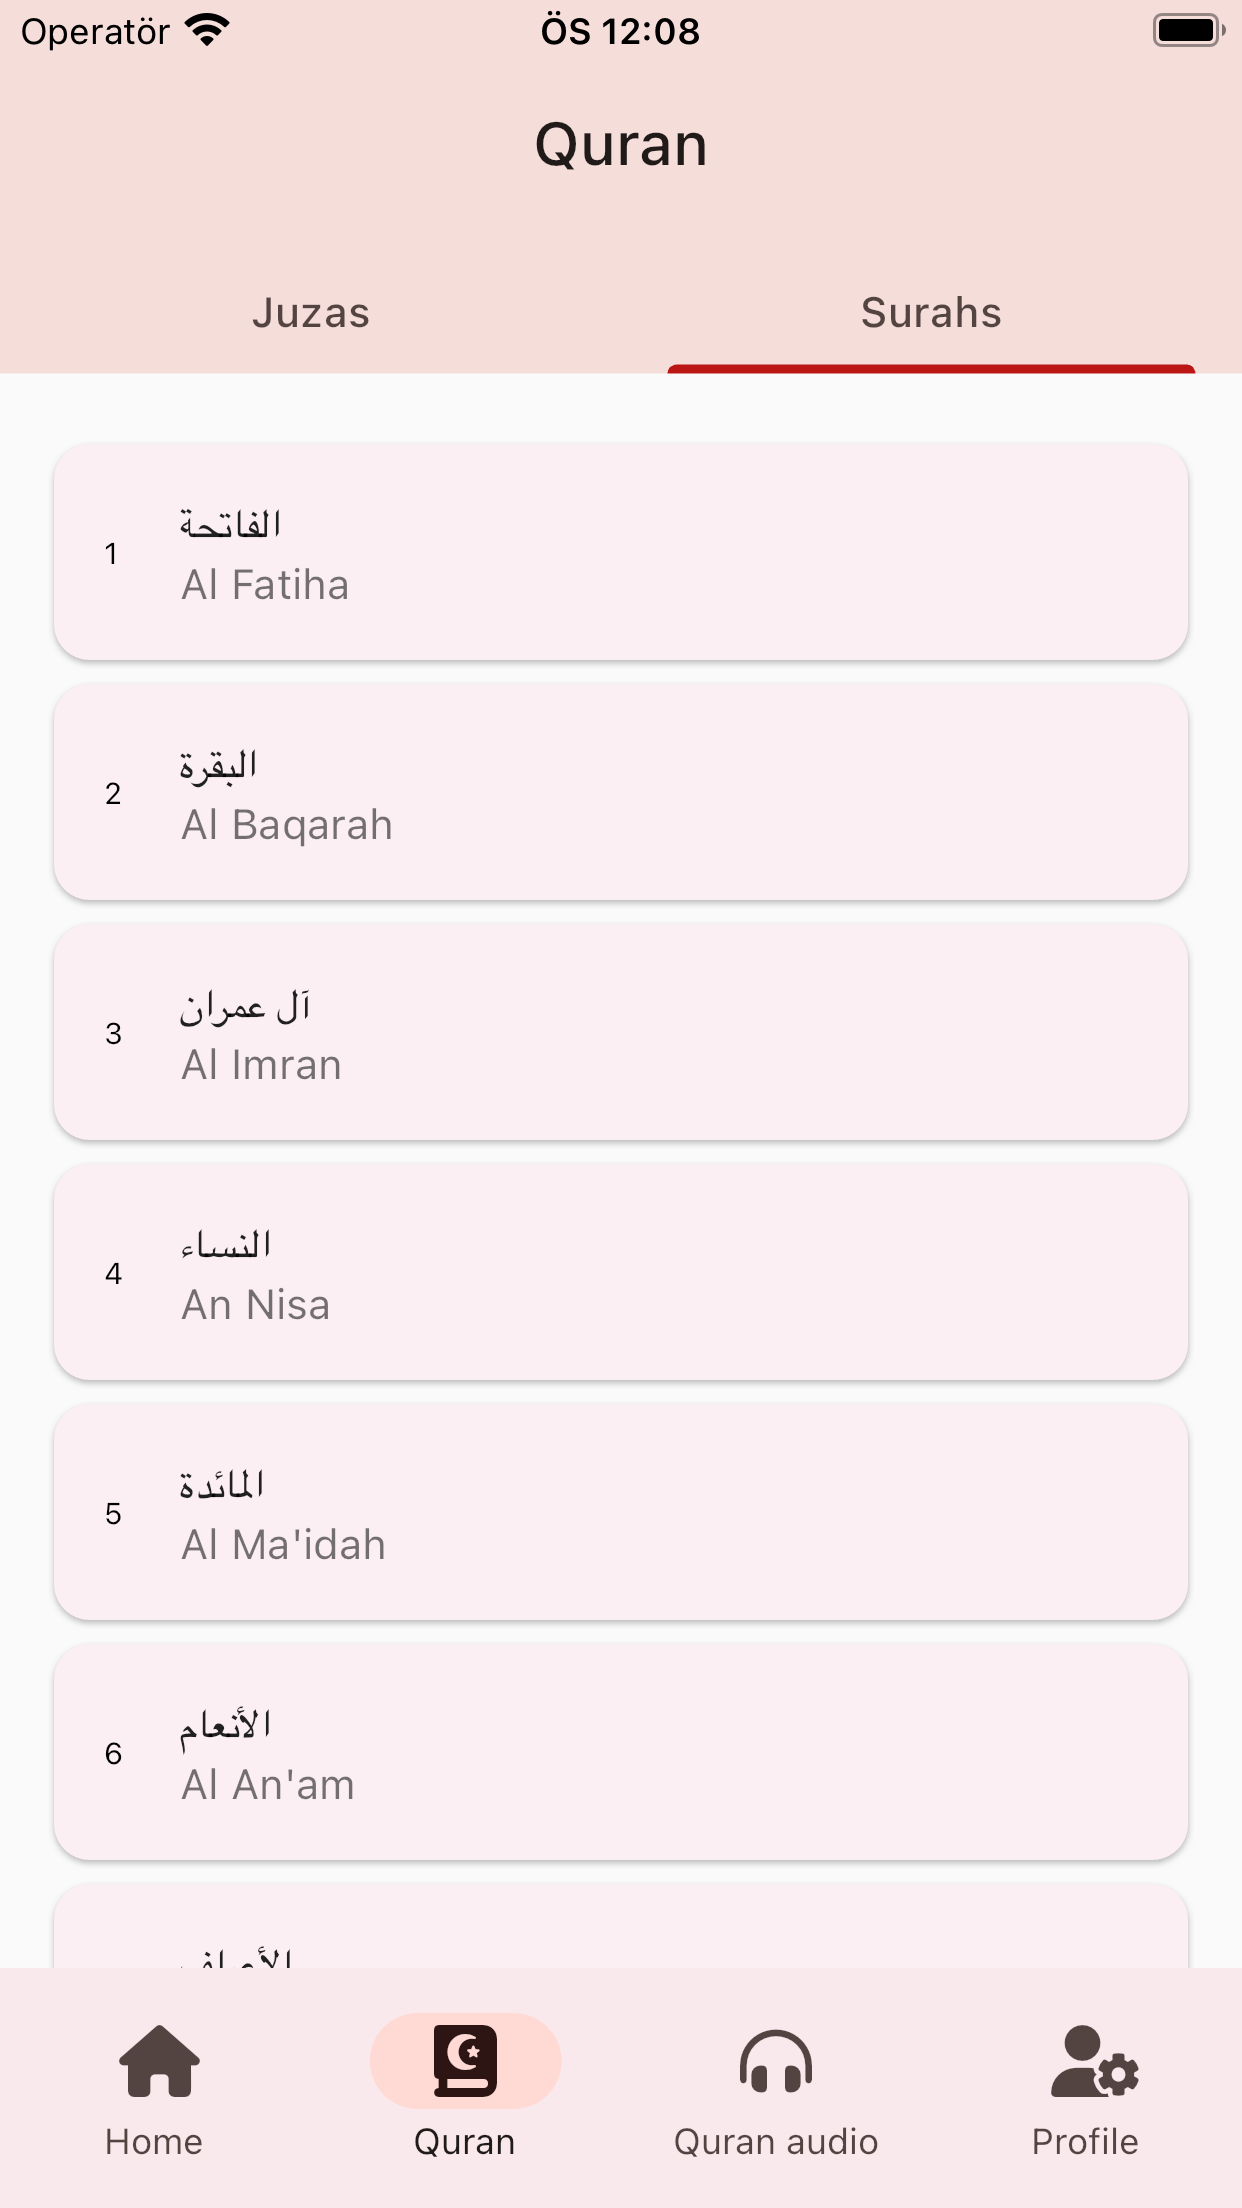 Operatör
ÖS 12:08
Quran
Juzas
Surahs
1
الفاتحة
Al Fatiha
2
البقرة
Al Baqarah
3
آل عمران
Al Imran
4
النساء
An Nisa
5
المائدة
Al Ma'idah
6
الأنعام
Al An'am
Home
Quran
Quran audio
Profile